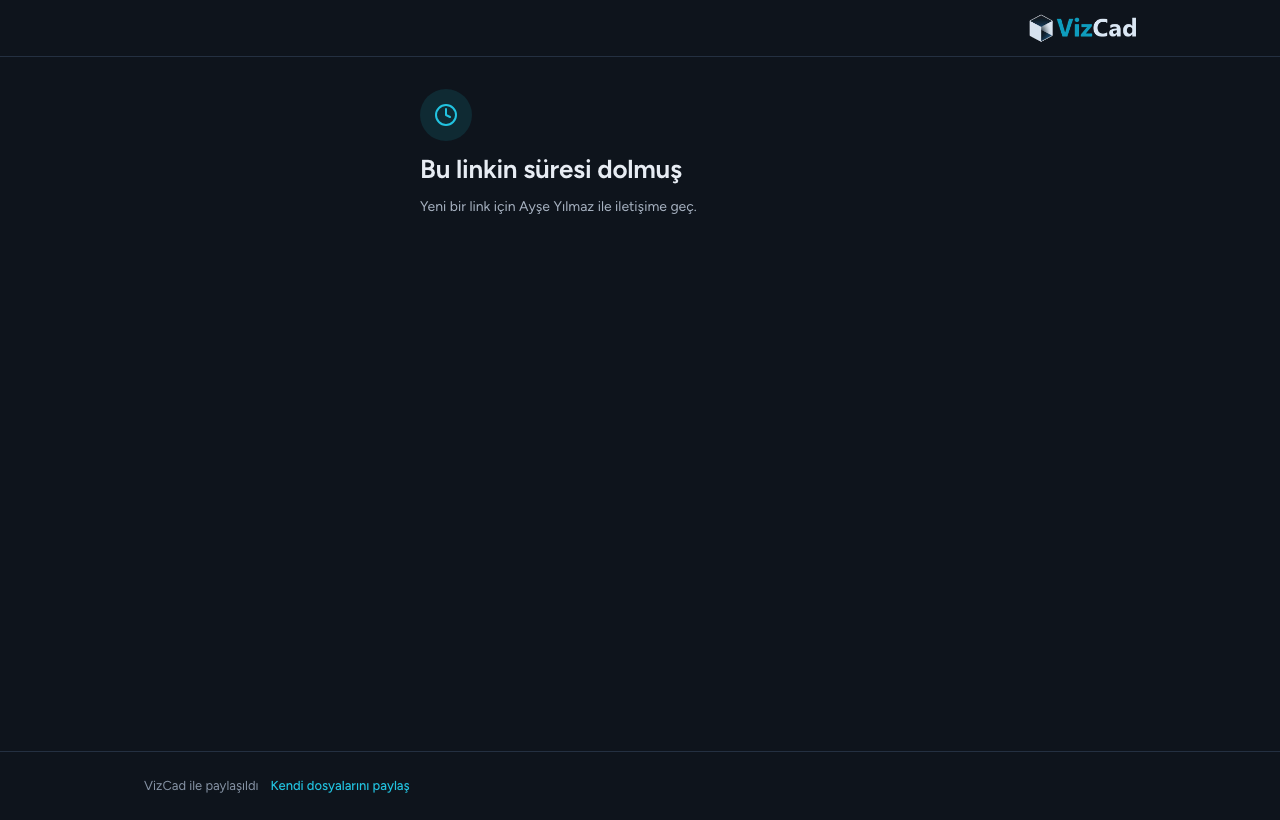 VizCad
Bu linkin süresi dolmuş
Yeni bir link için Ayşe Yılmaz ile iletişime geç.
VizCad ile paylaşıldı Kendi dosyalarını paylaş